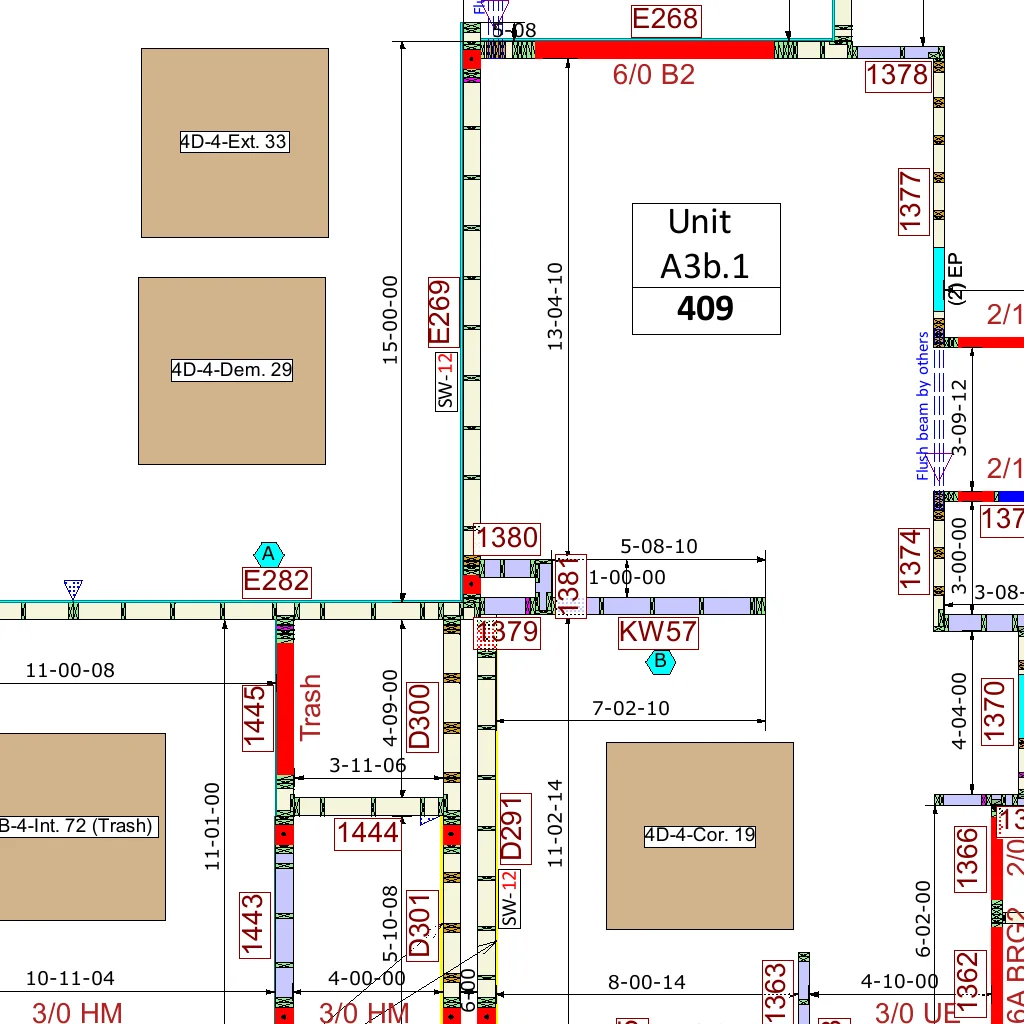 5-08
E268
6/0 B2
1378
4D-4-Ext. 33
1377
Unit
A3b.1
409
(2) EP
15-00-00
E269
13-04-10
SW-12
2/1
Flush beam by others
3-09-12
4D-4-Dem. 29
2/1
137
1380
5-08-10
1374
3-00-00
A
E282
1381
1-00-00
3-08-
1379
KW57
B
11-00-08
1445
Trash
4-09-00
D300
7-02-10
4-04-00
1370
3-11-06
B-4-Int. 72 (Trash)
11-01-00
1444
D291
11-02-14
4D-4-Cor. 19
13
1366
2/0
SW-12
1443
5-10-08
D301
6-02-00
6A BRG2
10-11-04
4-00-00
6-00
8-00-14
1363
4-10-00
1362
3/0 HM
3/0 HM
3/0 UE